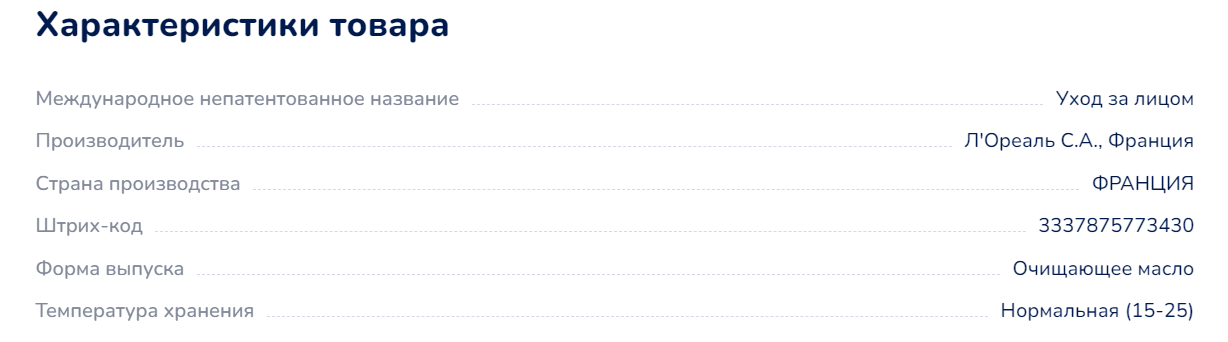 Характеристики товара
Международное непатентованное название Уход за лицом
Производитель Л'Ореаль С.А., Франция
Страна производства ФРАНЦИЯ
Штрих-код 3337875773430
Форма выпуска Очищающее масло
Температура хранения Нормальная (15-25)